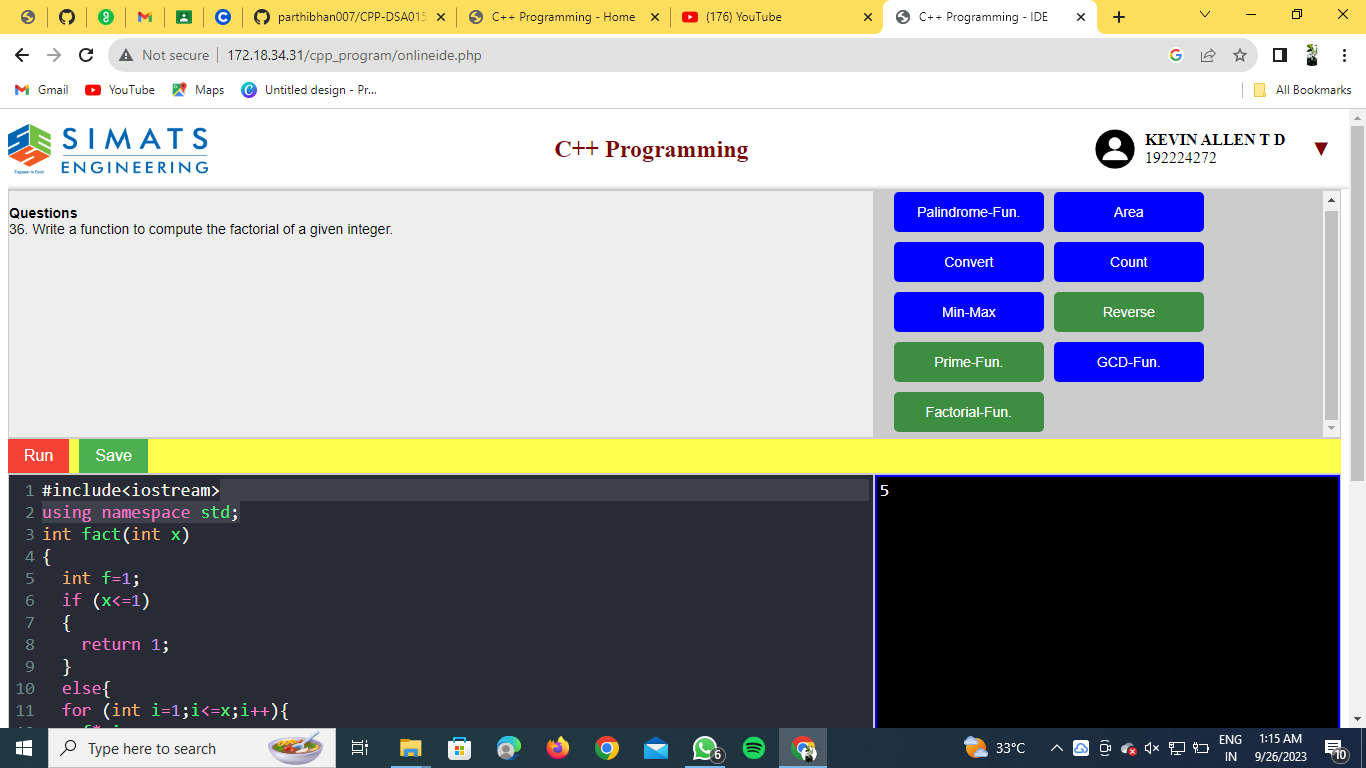 parthibhan007/CPP-DSA015
C++ Programming - Home
(176) YouTube
C++ Programming - IDE
Not secure
172.18.34.31/cpp_program/onlineide.php
Gmail
YouTube
Maps
Untitled design - Pr...
All Bookmarks
SIMATS
ENGINEERING
Engineer to Excel
C++ Programming
KEVIN ALLEN T D
192224272
Questions
36. Write a function to compute the factorial of a given integer.
Palindrome-Fun.
Area
Convert
Count
Min-Max
Reverse
Prime-Fun.
GCD-Fun.
Factorial-Fun.
Run
Save
1 #include<iostream>
2 using namespace std;
3 int fact(int x)
4 {
5 int f=1;
6 if (x<=1)
7 {
8 return 1;
9 }
10 else{
11 for (int i=1;i<=x;i++){
5
Type here to search
6
33°C
ENG
IN
1:15 AM
9/26/2023
10